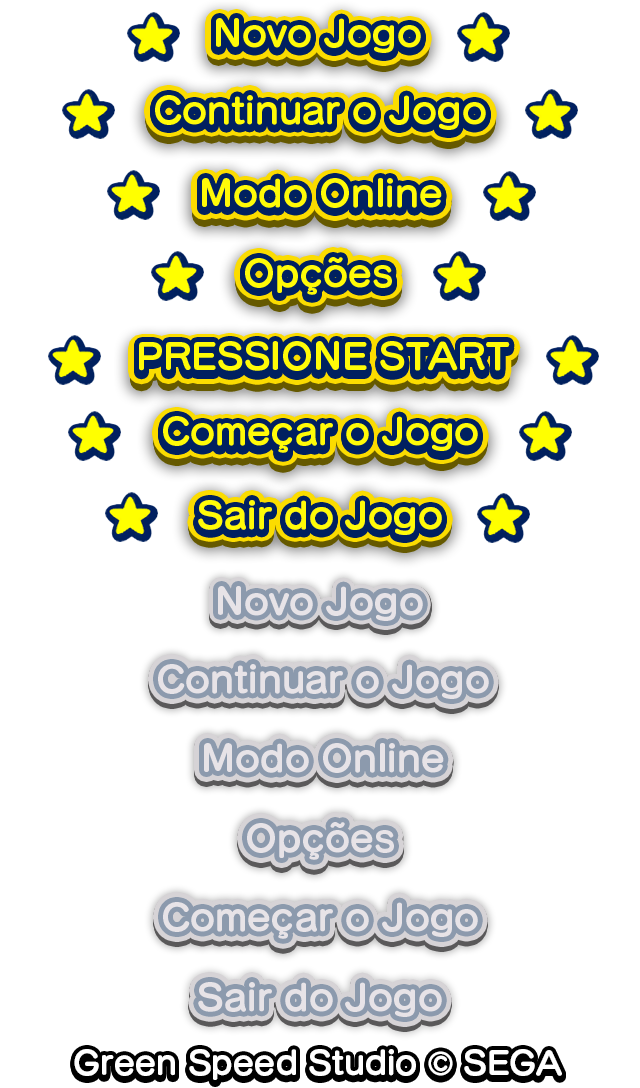 Novo Jogo
Continuar o Jogo
Modo Online
Opções
PRESSIONE START
Começar o Jogo
Sair do Jogo
Novo Jogo
Continuar o Jogo
Modo Online
Opções
Começar o Jogo
Sair do Jogo
Green Speed Studio © SEGA